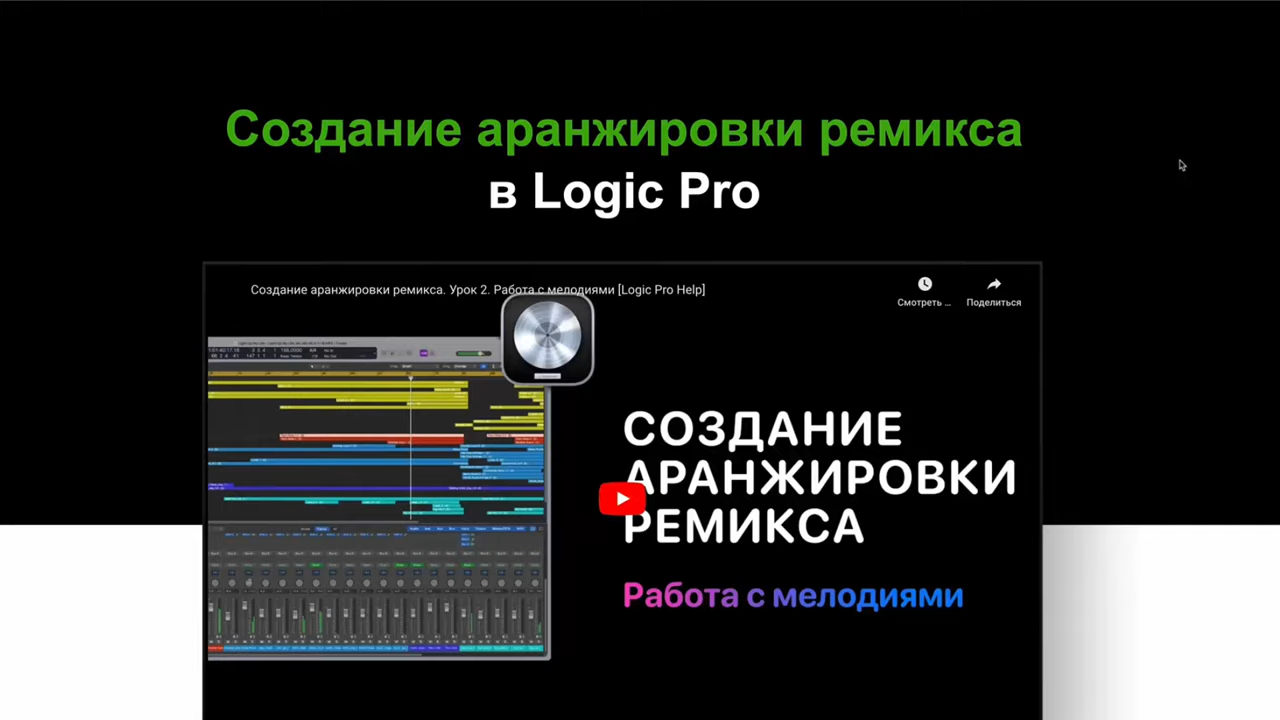 Создание аранжировки ремикса
в Logic Pro
Создание аранжировки ремикса. Урок 2. Работа с мелодиями [Logic Pro Help]
Смотреть ...
Поделиться
СОЗДАНИЕ
АРАНЖИРОВКИ
РЕМИКСА
Работа с мелодиями